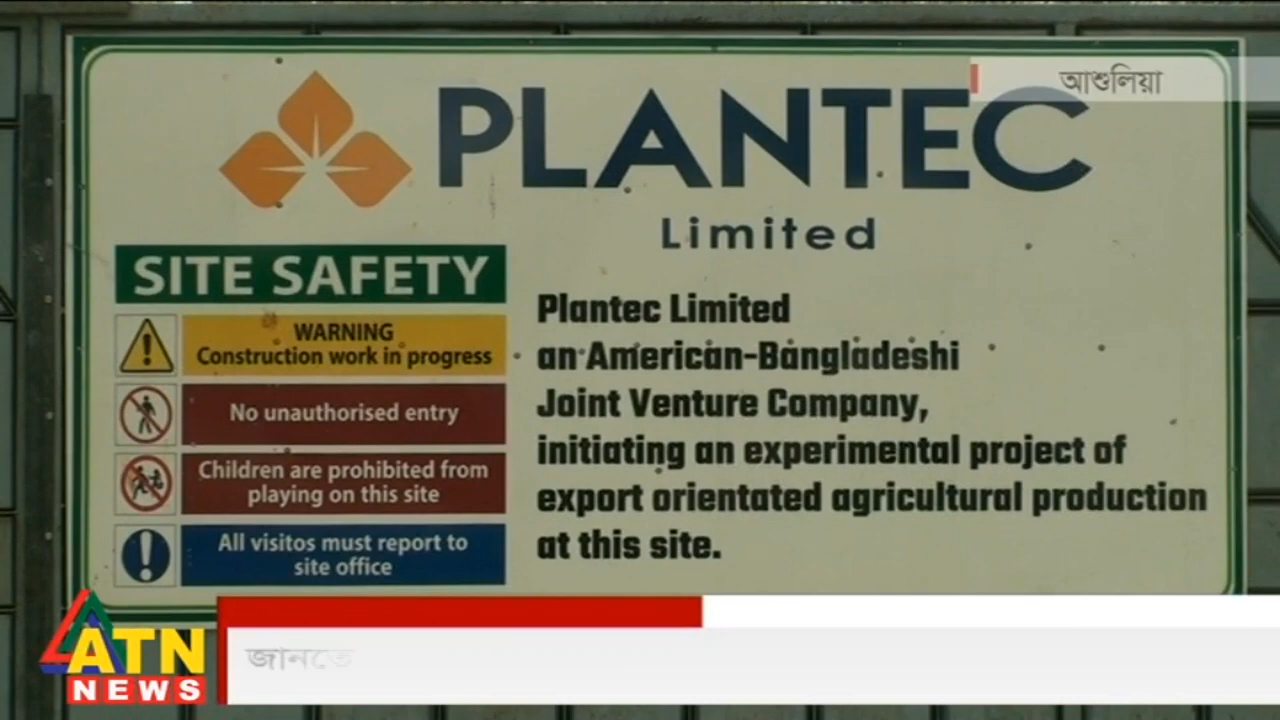 আশুলিয়া
PLANTEC
Limited
SITE SAFETY
WARNING
Construction work in progress
No unauthorised entry
Children are prohibited from
playing on this site
All visitos must report to
site office
Plantec Limited
an American-Bangladeshi
Joint Venture Company,
initiating an experimental project of
export orientated agricultural production
at this site.
ATN
NEWS
জানতে